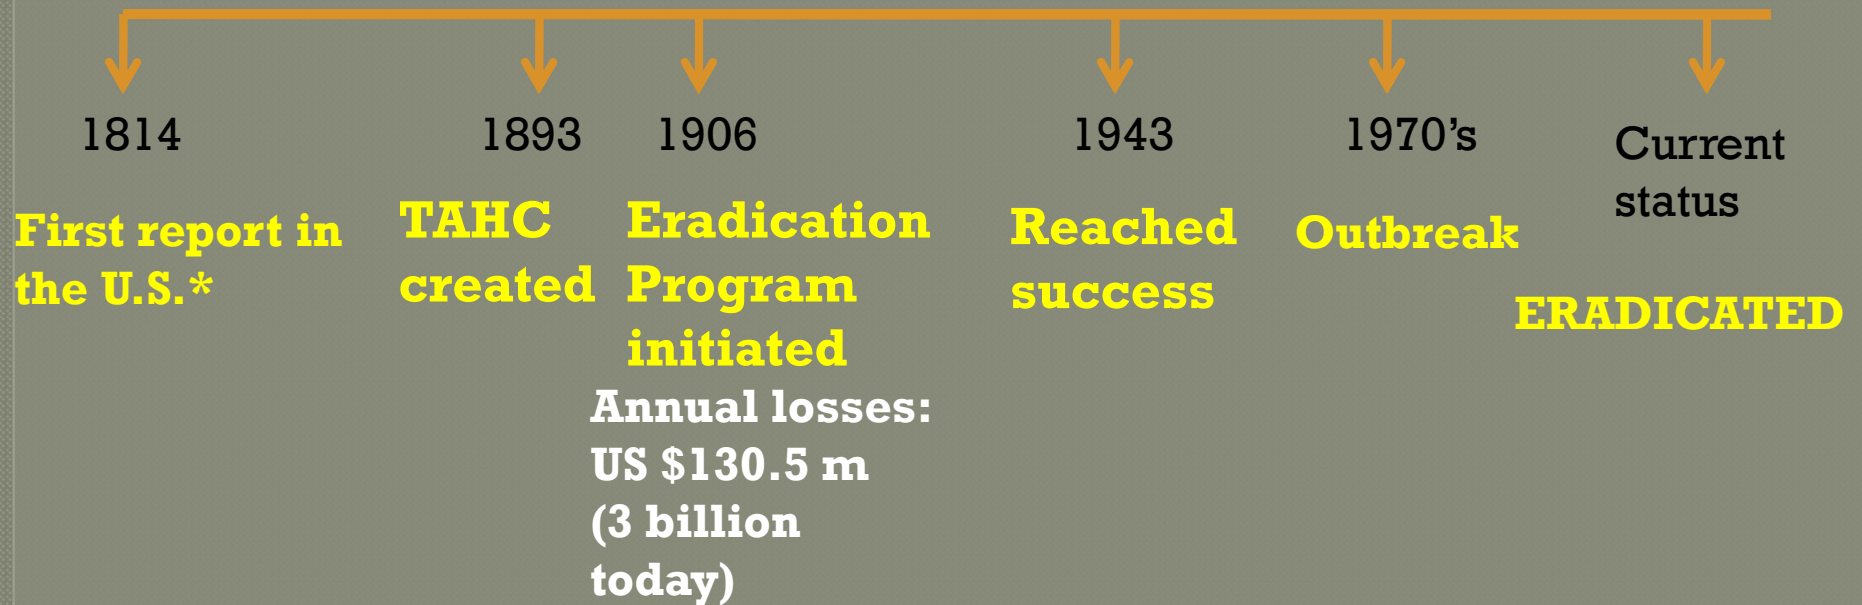 1814
First report in
the U.S.*
1893
TAHC
created
1906
Eradication
Program
initiated
Annual losses:
US $130.5 m
(3 billion
today)
1943
Reached
success
1970’s
Outbreak
Current
status
ERADICATED